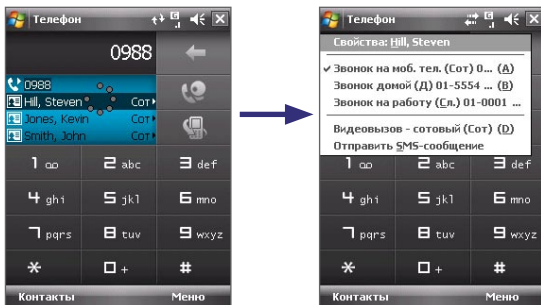 Телефон
0988
0988
Hill, Steven Сот
Jones, Kevin Сот
Smith, John Сот
1 2 abc 3 def
4 ghi 5 jkl 6 mno
7 pqrs 8 tuv 9 wxyz
* 0 + #
Контакты Меню
Телефон
Свойства: Hill, Steven
Звонок на моб. тел. (Сот) 0... (A)
Звонок домой (Д) 01-5554 ... (B)
Звонок на работу (Сл.) 01-0001 ...
Видеовызов - сотовый (Сот) (D)
Отправить SMS-сообщение
1 2 abc 3 def
4 ghi 5 jkl 6 mno
7 pqrs 8 tuv 9 wxyz
* 0 + #
Контакты Меню